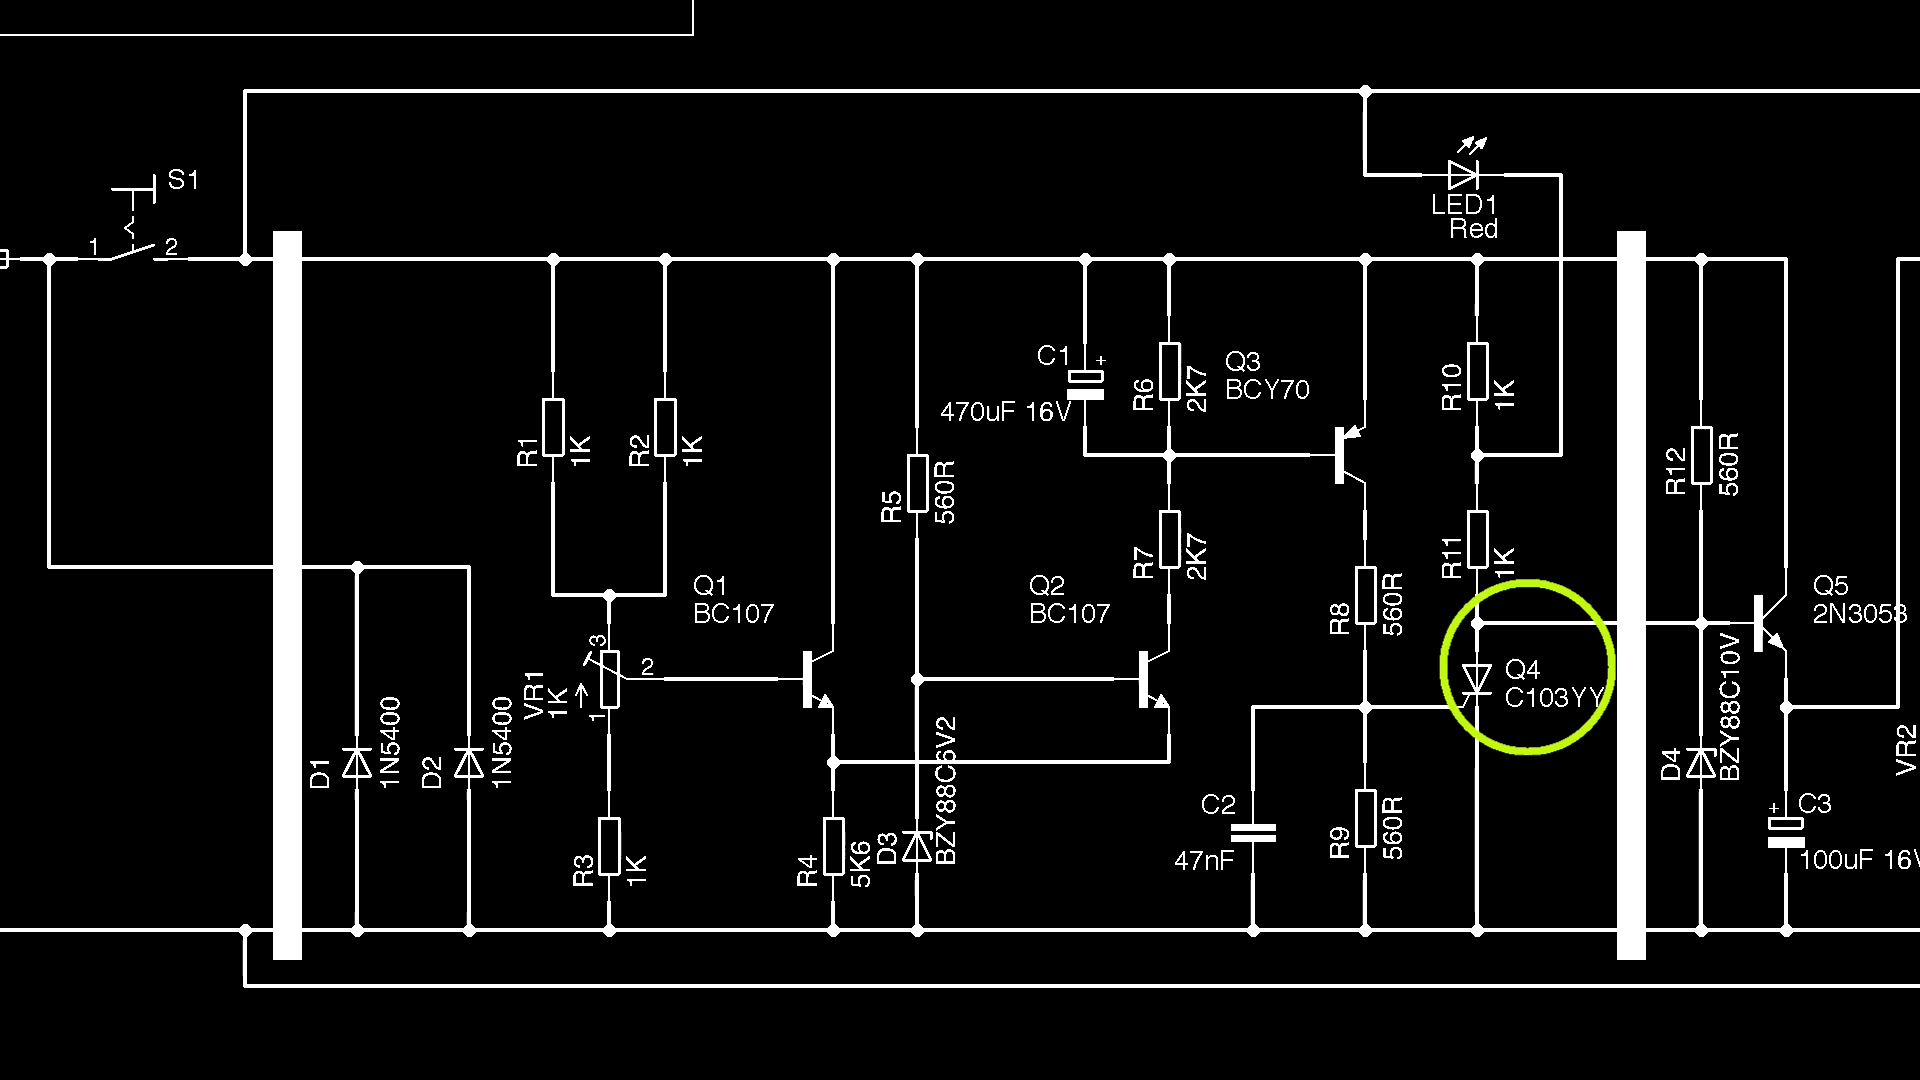 S1
1
2
LED1
Red
C1
+
470uF 16V
R6
2K7
Q3
BCY70
R10
1K
R1
1K
R2
1K
R5
560R
R12
560R
R7
2K7
R11
1K
Q1
BC107
Q2
BC107
R8
560R
Q5
2N3053
VR1
1K
3
2
1
Q4
C103YY
D1
1N5400
D2
1N5400
BZY88C6V2
D4
BZY88C10V
VR2
R3
1K
R4
5K6
D3
C2
47nF
R9
560R
+
C3
100uF 16V